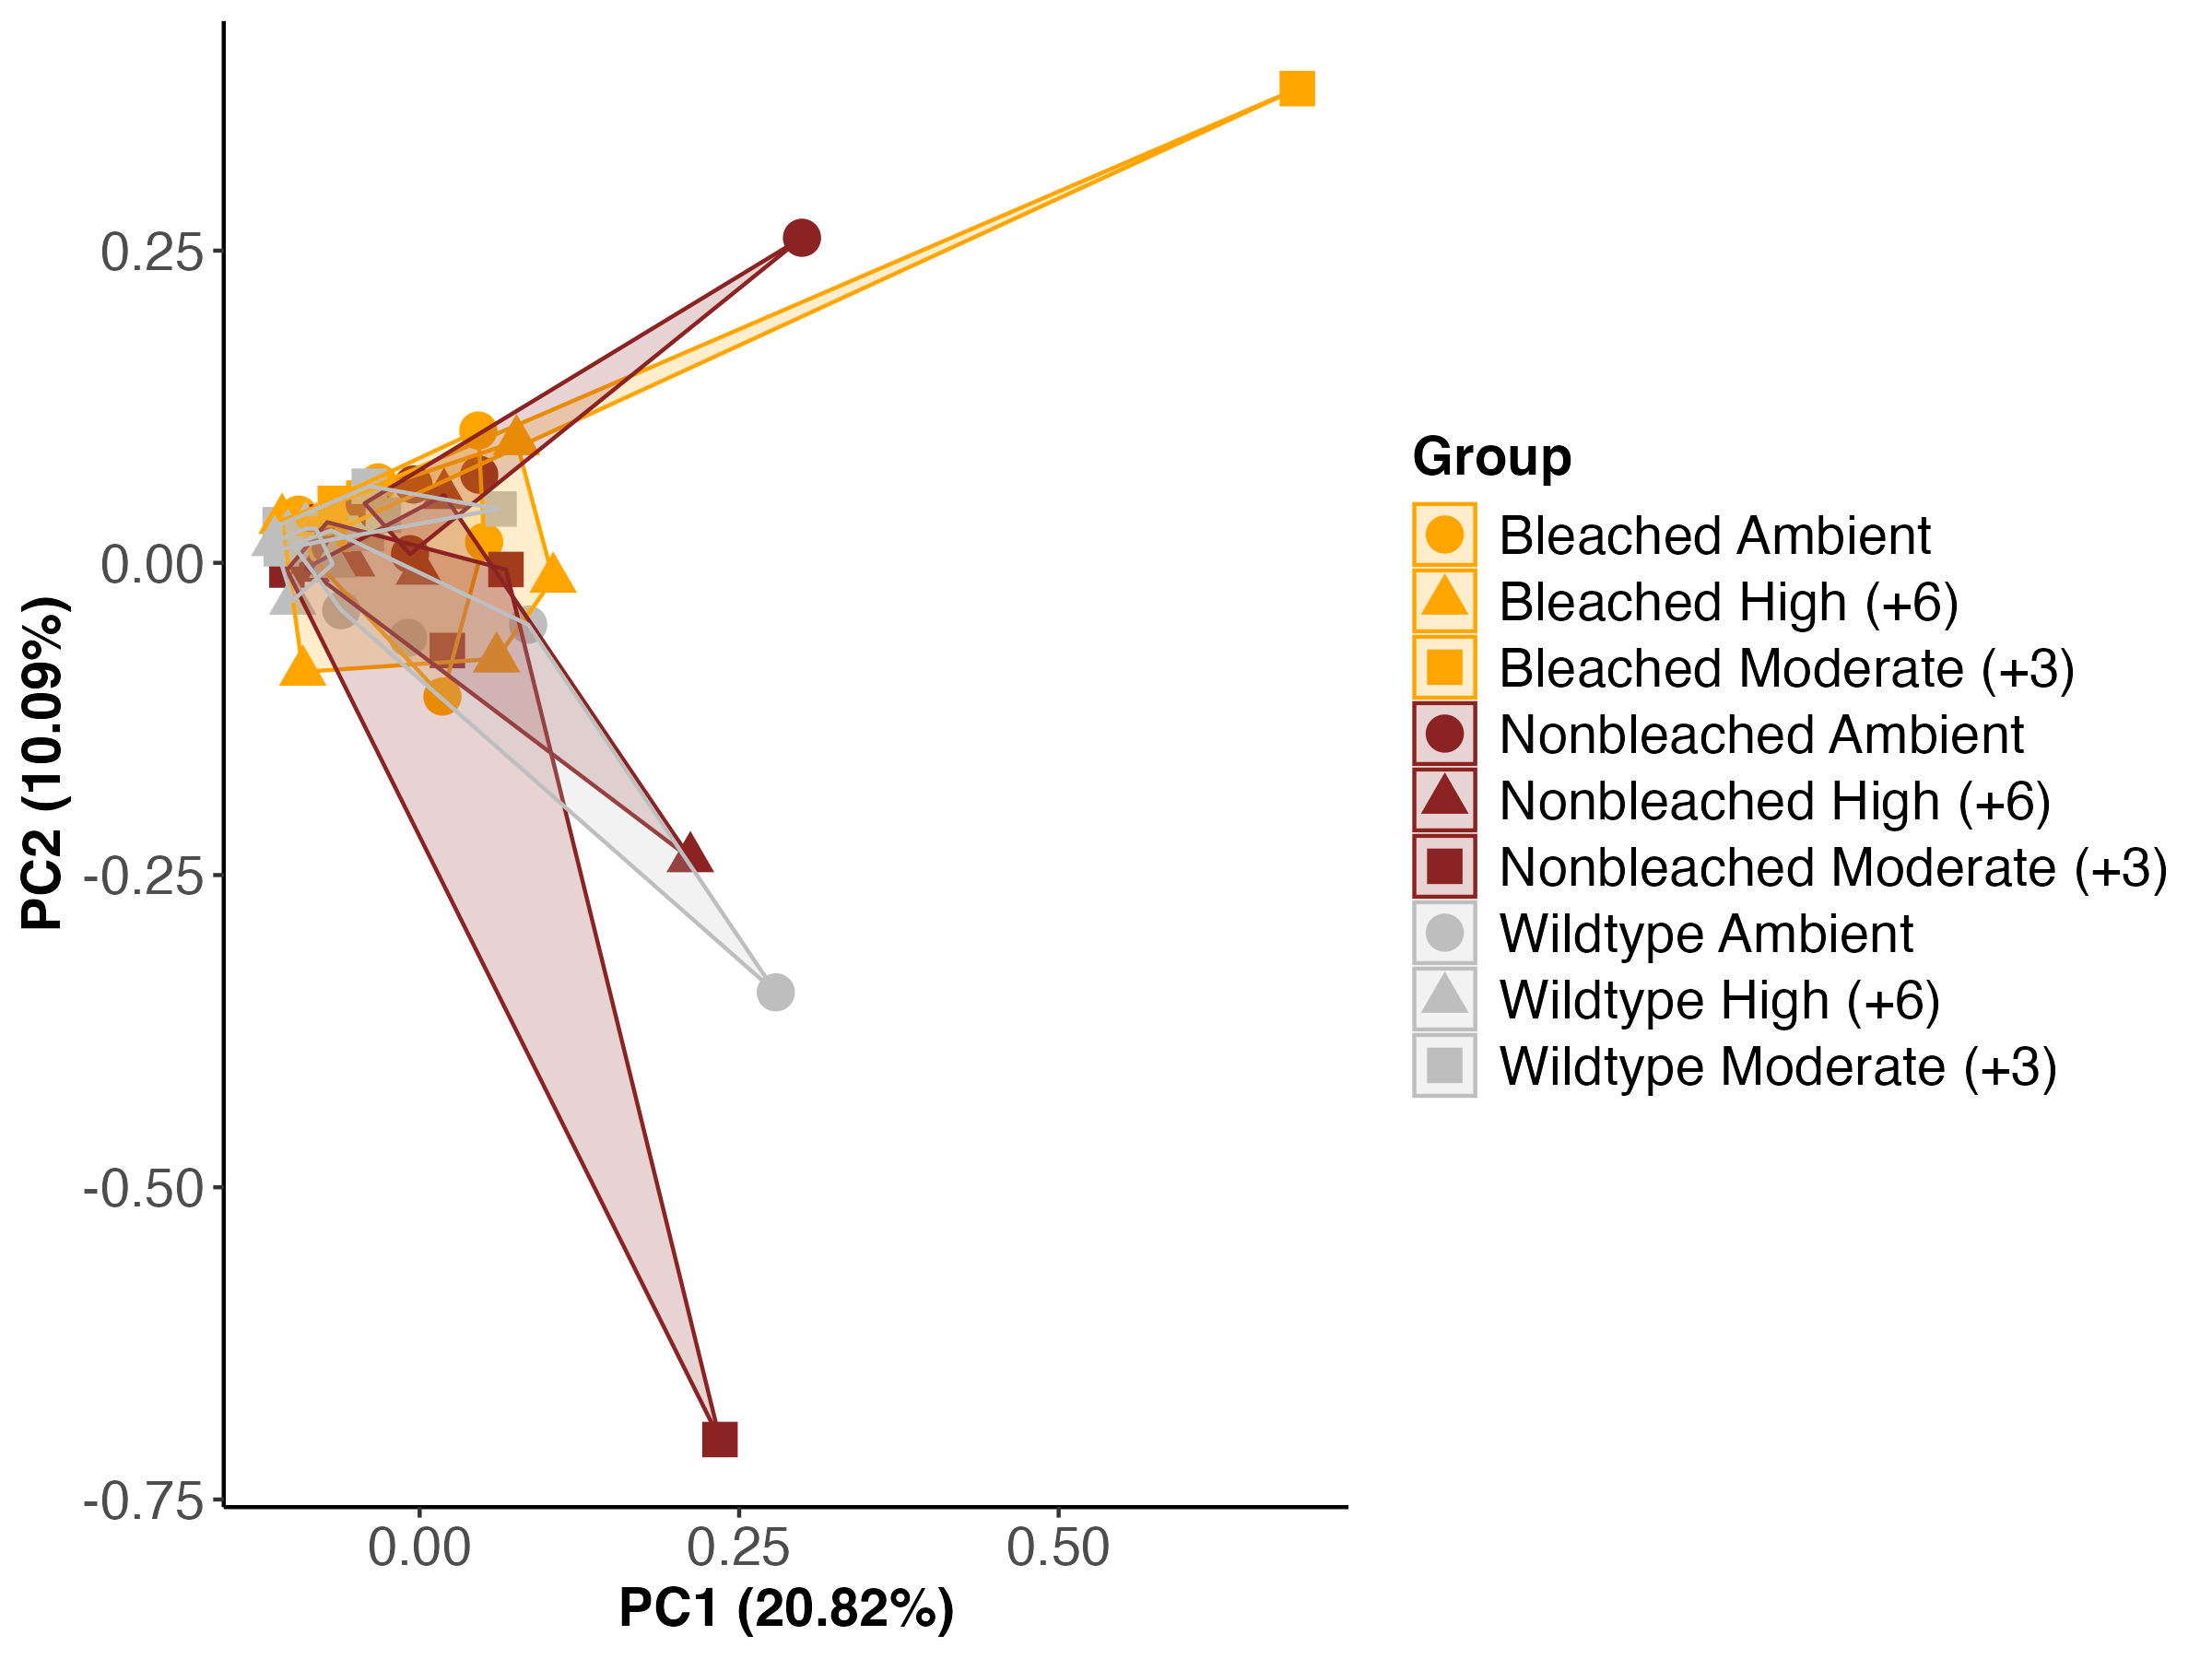 PC2 (10.09%)
0.25
0.00
-0.25
-0.50
-0.75
0.00 0.25 0.50
PC1 (20.82%)
Group
Bleached Ambient
Bleached High (+6)
Bleached Moderate (+3)
Nonbleached Ambient
Nonbleached High (+6)
Nonbleached Moderate (+3)
Wildtype Ambient
Wildtype High (+6)
Wildtype Moderate (+3)